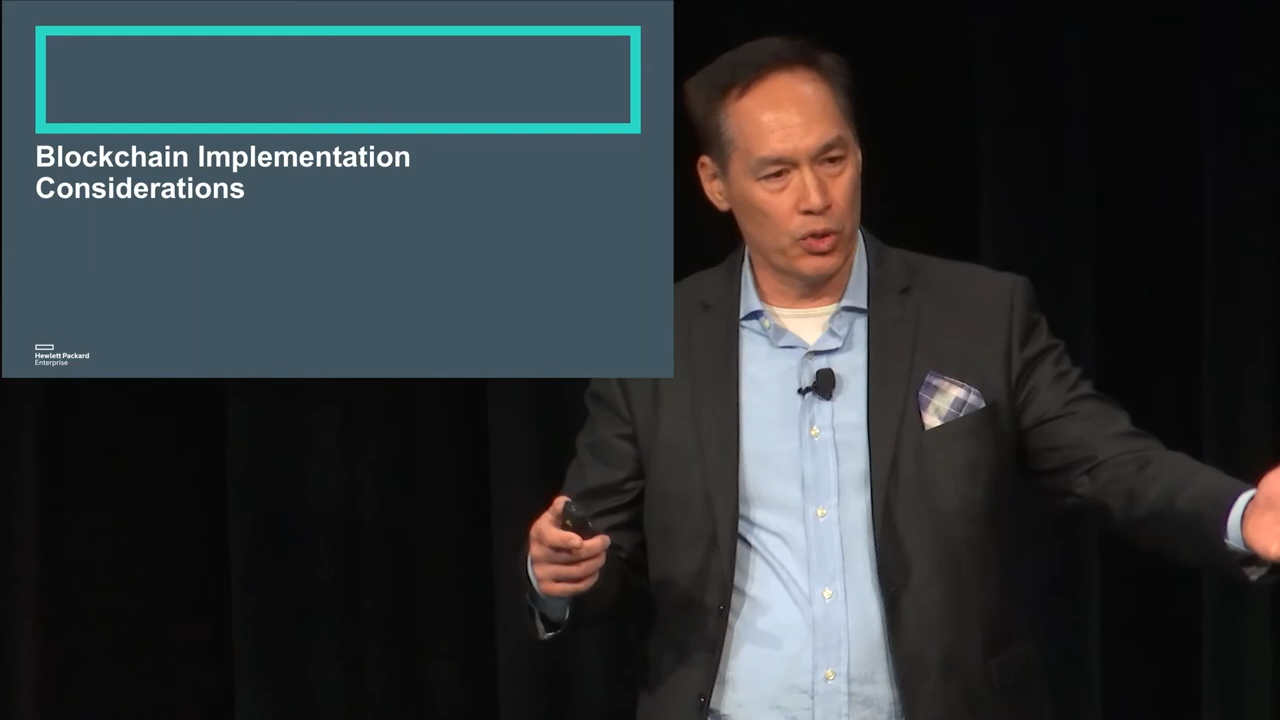 Blockchain Implementation
Considerations
Hewlett Packard
Enterprise